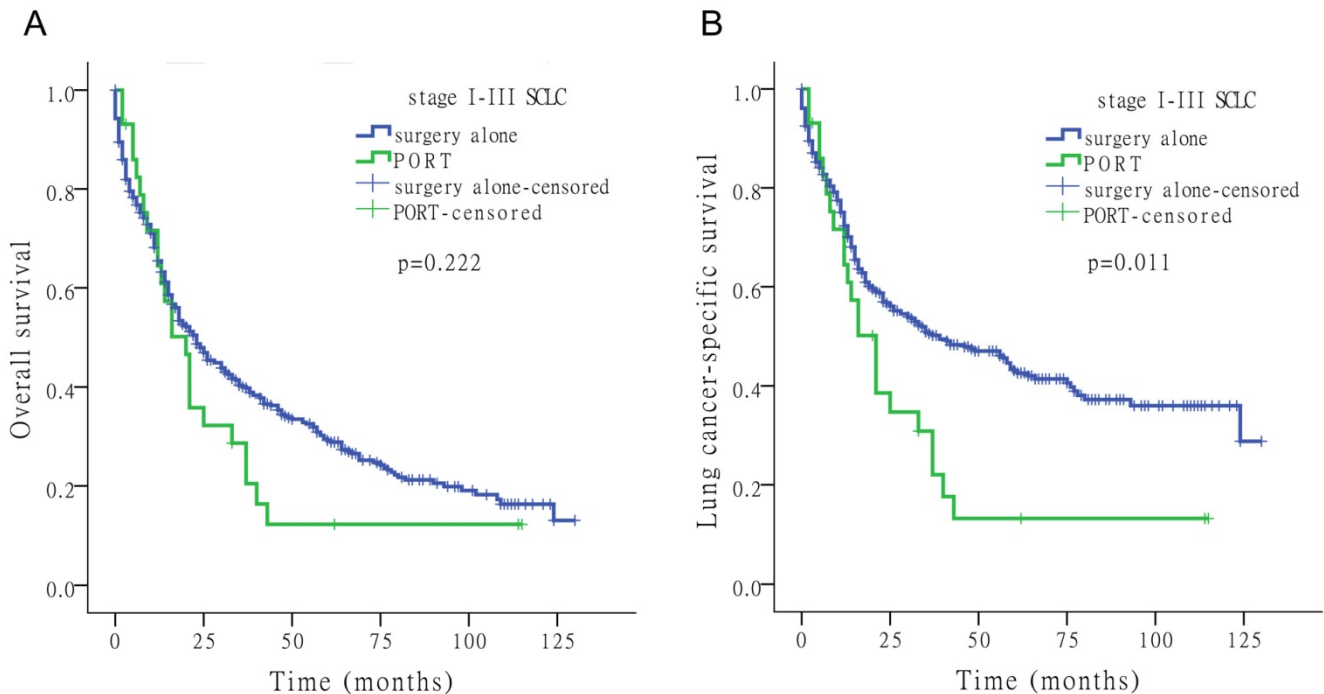 A
stage I-III SCLC
surgery alone
PORT
surgery alone-censored
PORT-censored
p=0.222
Overall survival
1.0
0.8
0.6
0.4
0.2
0.0
0 25 50 75 100 125
Time (months)
B
stage I-III SCLC
surgery alone
PORT
surgery alone-censored
PORT-censored
p=0.011
Lung cancer-specific survival
1.0
0.8
0.6
0.4
0.2
0.0
0 25 50 75 100 125
Time (months)